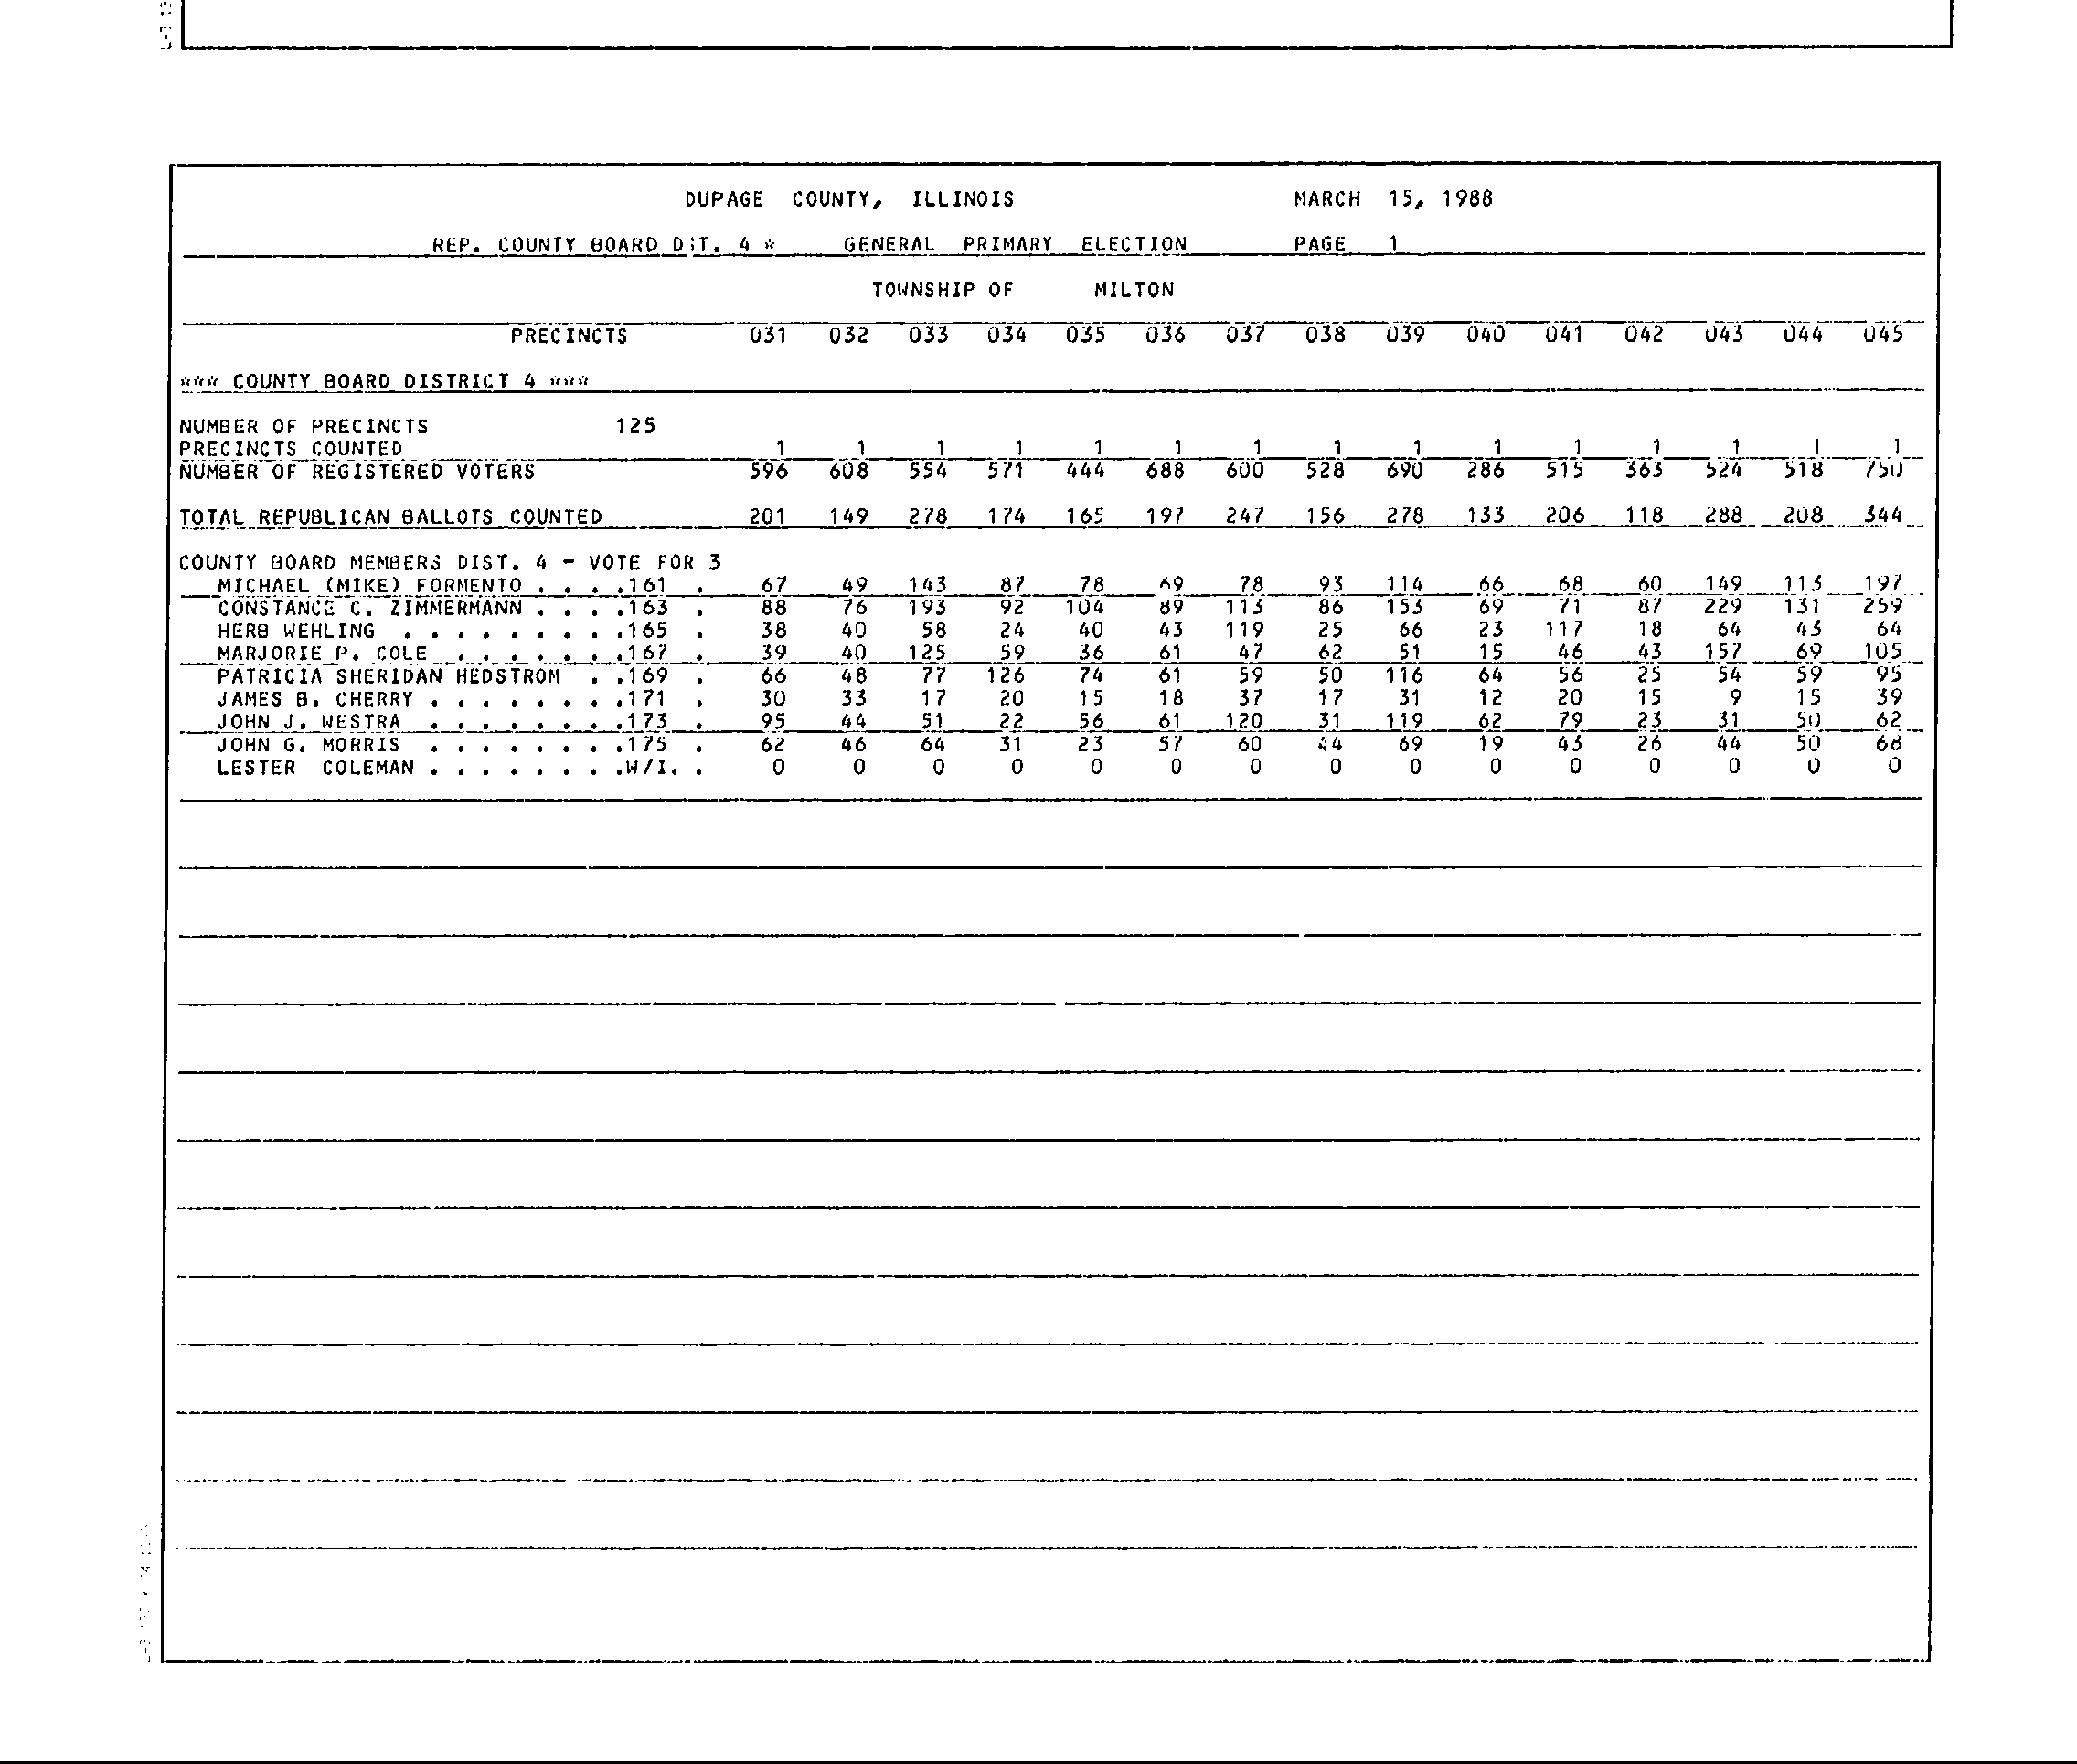 DUPAGE COUNTY, ILLINOIS MARCH 15, 1988
REP. COUNTY BOARD DIT. 4 * GENERAL PRIMARY ELECTION PAGE 1
TOWNSHIP OF MILTON
PRECINCTS 031 032 033 034 035 036 037 038 039 040 041 042 043 044 045
*** COUNTY BOARD DISTRICT 4 ***
NUMBER OF PRECINCTS 125
PRECINCTS COUNTED 1 1 1 1 1 1 1 1 1 1 1 1 1 1 1
NUMBER OF REGISTERED VOTERS 596 608 554 571 444 688 600 528 690 286 515 363 524 518 750
TOTAL REPUBLICAN BALLOTS COUNTED 201 149 278 174 165 197 247 156 278 133 206 118 288 208 344
COUNTY BOARD MEMBERS DIST. 4 - VOTE FOR 3
MICHAEL (MIKE) FORMENTO . . . .161 . 67 49 143 87 78 69 78 93 114 66 68 60 149 113 197
CONSTANCE C. ZIMMERMANN . . . .163 . 88 76 193 92 104 89 113 86 153 69 71 87 229 131 259
HERB WEHLING . . . . . . . . .165 . 38 40 58 24 40 43 119 25 66 23 117 18 64 43 64
MARJORIE P. COLE . . . . . . .167 . 39 40 125 59 36 61 47 62 51 15 46 43 157 69 105
PATRICIA SHERIDAN HEDSTROM . .169 . 66 48 77 126 74 61 59 50 116 64 56 25 54 59 95
JAMES B. CHERRY . . . . . . . .171 . 30 33 17 20 15 18 37 17 31 12 20 15 9 15 39
JOHN J. WESTRA . . . . . . . .173 . 95 44 51 22 56 61 120 31 119 62 79 23 31 50 62
JOHN G. MORRIS . . . . . . . .175 . 62 46 64 31 23 57 60 44 69 19 43 26 44 50 68
LESTER COLEMAN . . . . . . . .W/I. . 0 0 0 0 0 0 0 0 0 0 0 0 0 0 0